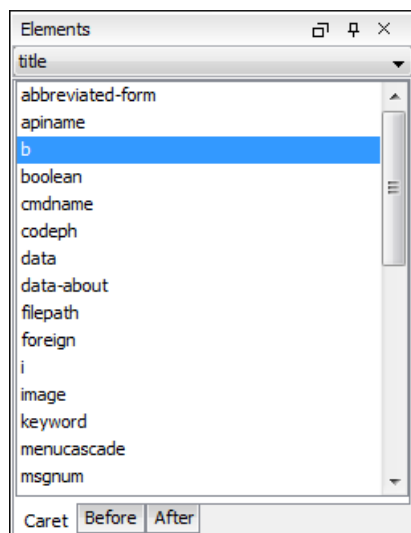 Elements
title
abbreviated-form
apiname
b
boolean
cmdname
codeph
data
data-about
filepath
foreign
i
image
keyword
menucascade
msgnum
Caret Before After